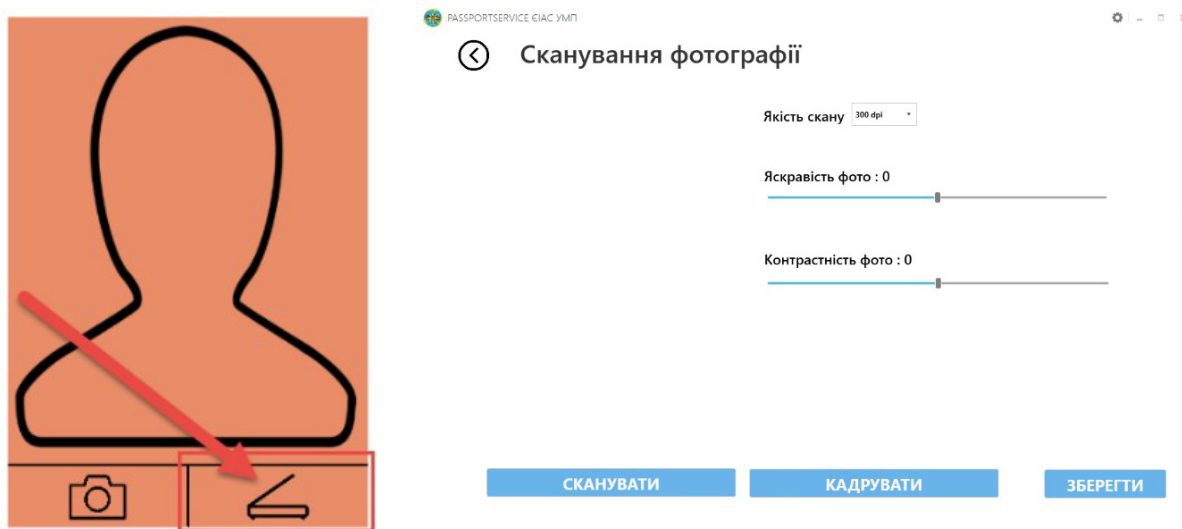 PASSPORTSERVICE ЄІАС УМП
Сканування фотографії
Якість скану 300 dpi
Яскравість фото : 0
Контрастність фото : 0
СКАНУВАТИ КАДРУВАТИ ЗБЕРЕГТИ